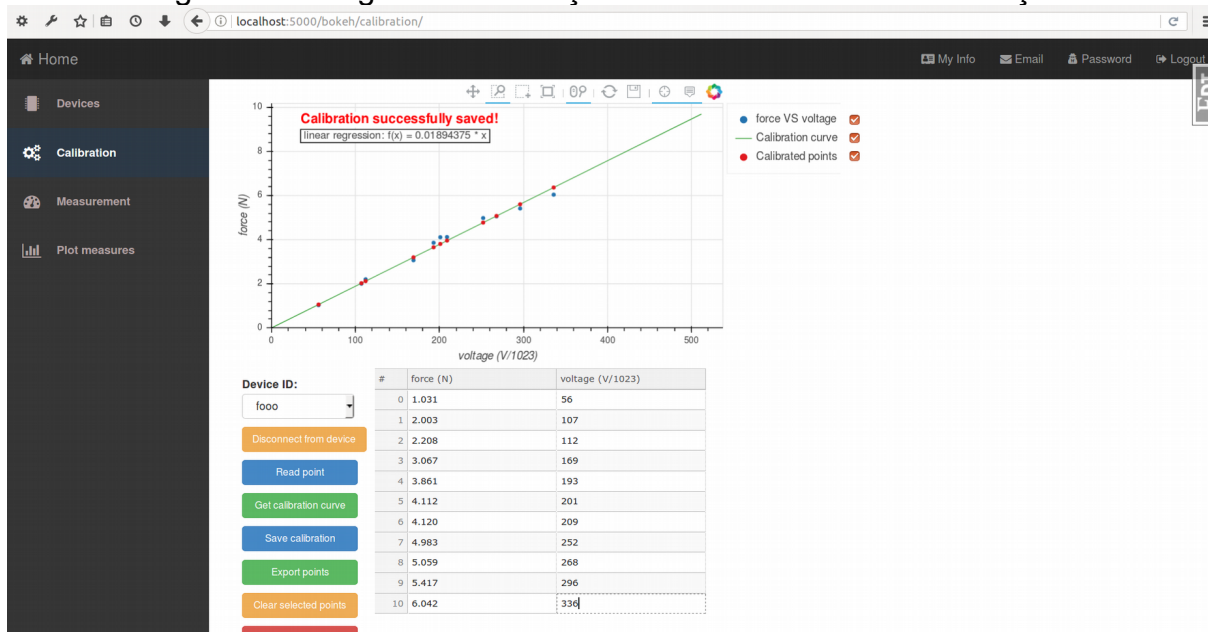 localhost:5000/bokeh/calibration/
Home
My Info
Email
Password
Logout
Devices
Calibration
Measurement
Plot measures
Calibration successfully saved!
linear regression: f(x) = 0.01894375 * x
force VS voltage
Calibration curve
Calibrated points
force (N)
10
8
6
4
2
0
0 100 200 300 400 500
voltage (V/1023)
Device ID:
fooo
Disconnect from device
Read point
Get calibration curve
Save calibration
Export points
Clear selected points
# force (N) voltage (V/1023)
0 1.031 56
1 2.003 107
2 2.208 112
3 3.067 169
4 3.861 193
5 4.112 201
6 4.120 209
7 4.983 252
8 5.059 268
9 5.417 296
10 6.042 336